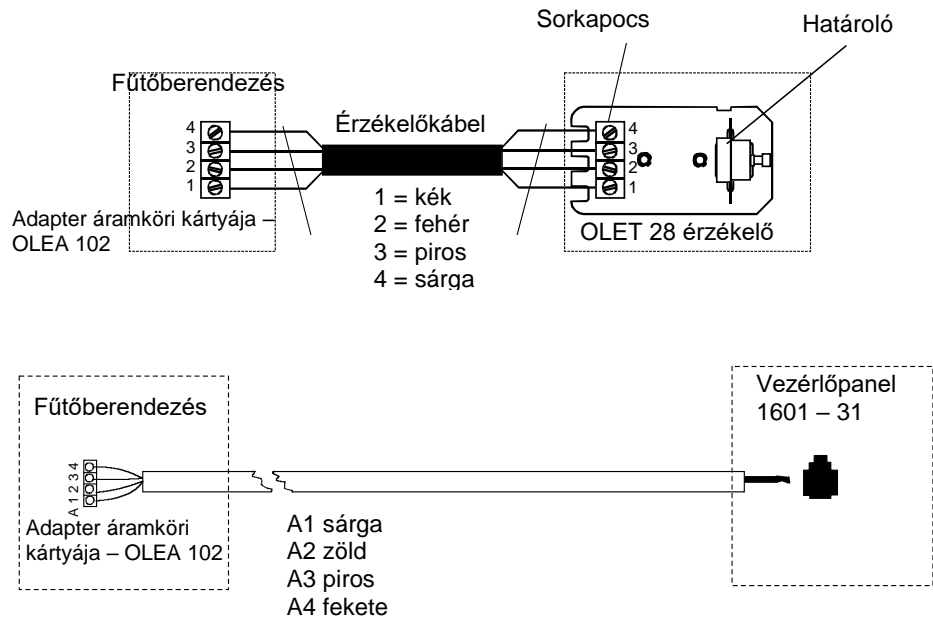 Sorkapocs
Határoló
Fűtőberendezés
Érzékelőkábel
4
3
2
1
4
3
2
1
1 = kék
2 = fehér
3 = piros
4 = sárga
Adapter áramköri kártyája –
OLEA 102
OLET 28 érzékelő
Fűtőberendezés
Vezérlőpanel
1601 – 31
A 1 2 3 4
Adapter áramköri
kártyája – OLEA 102
A1 sárga
A2 zöld
A3 piros
A4 fekete